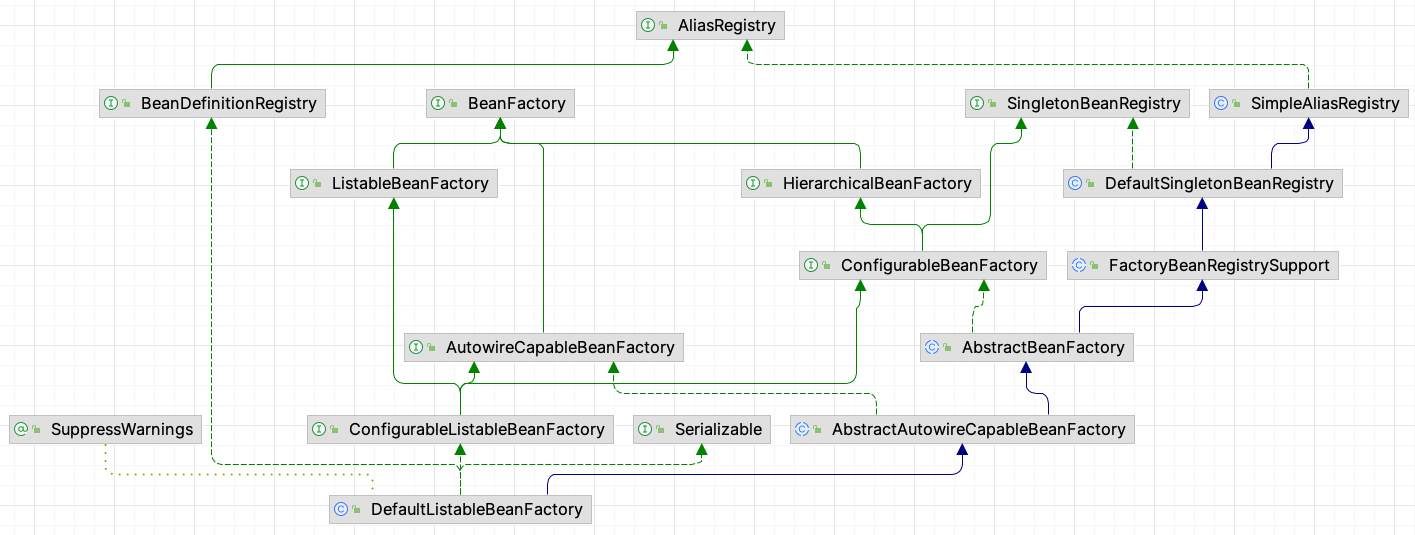 AliasRegistry
BeanDefinitionRegistry
BeanFactory
SingletonBeanRegistry
SimpleAliasRegistry
ListableBeanFactory
HierarchicalBeanFactory
DefaultSingletonBeanRegistry
ConfigurableBeanFactory
FactoryBeanRegistrySupport
AutowireCapableBeanFactory
AbstractBeanFactory
SuppressWarnings
ConfigurableListableBeanFactory
Serializable
AbstractAutowireCapableBeanFactory
DefaultListableBeanFactory